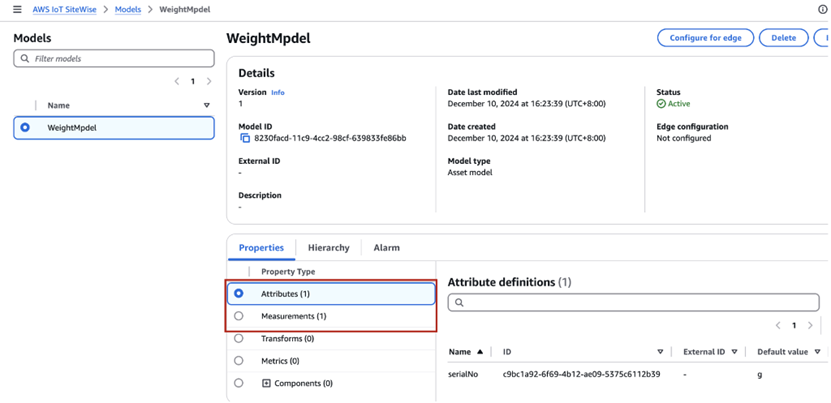 AWS IoT SiteWise > Models > WeightMpdel
Models
Filter models
1
Name
WeightMpdel
WeightMpdel
Configure for edge
Delete
Details
Version Info
1
Model ID
8230facd-11c9-4cc2-98cf-639833fe86bb
External ID
-
Description
-
Date last modified
December 10, 2024 at 16:23:39 (UTC+8:00)
Date created
December 10, 2024 at 16:23:39 (UTC+8:00)
Model type
Asset model
Status
Active
Edge configuration
Not configured
Properties
Hierarchy
Alarm
Property Type
Attributes (1)
Measurements (1)
Transforms (0)
Metrics (0)
Components (0)
Attribute definitions (1)
1
Name ID External ID Default value
serialNo c9bc1a92-6f69-4b12-ae09-5375c6112b39 - g